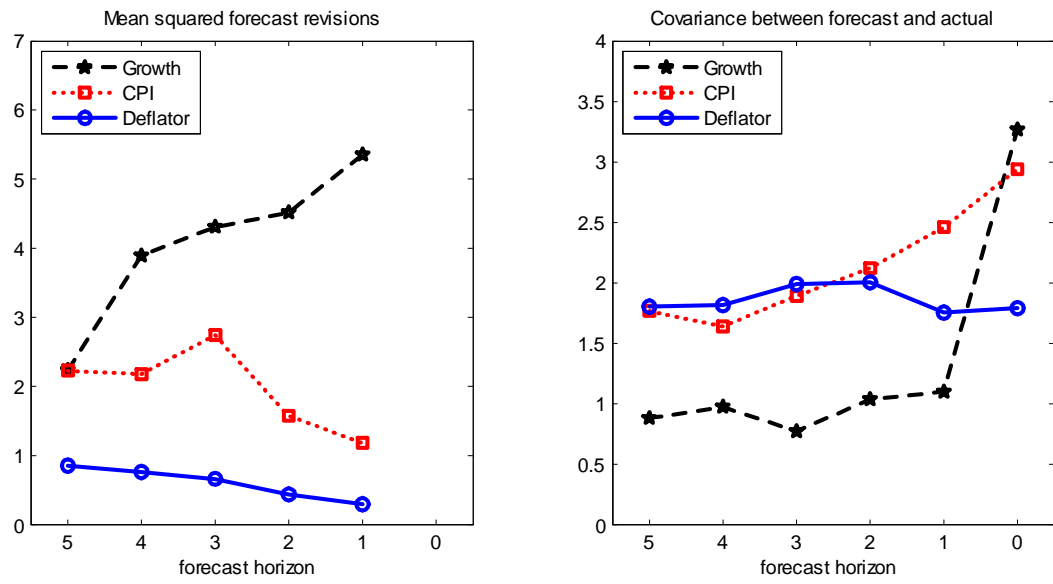 Mean squared forecast revisions
7
6
5
4
3
2
1
0
Growth
CPI
Deflator
5 4 3 2 1 0
forecast horizon
Covariance between forecast and actual
4
3.5
3
2.5
2
1.5
1
0.5
0
Growth
CPI
Deflator
5 4 3 2 1 0
forecast horizon